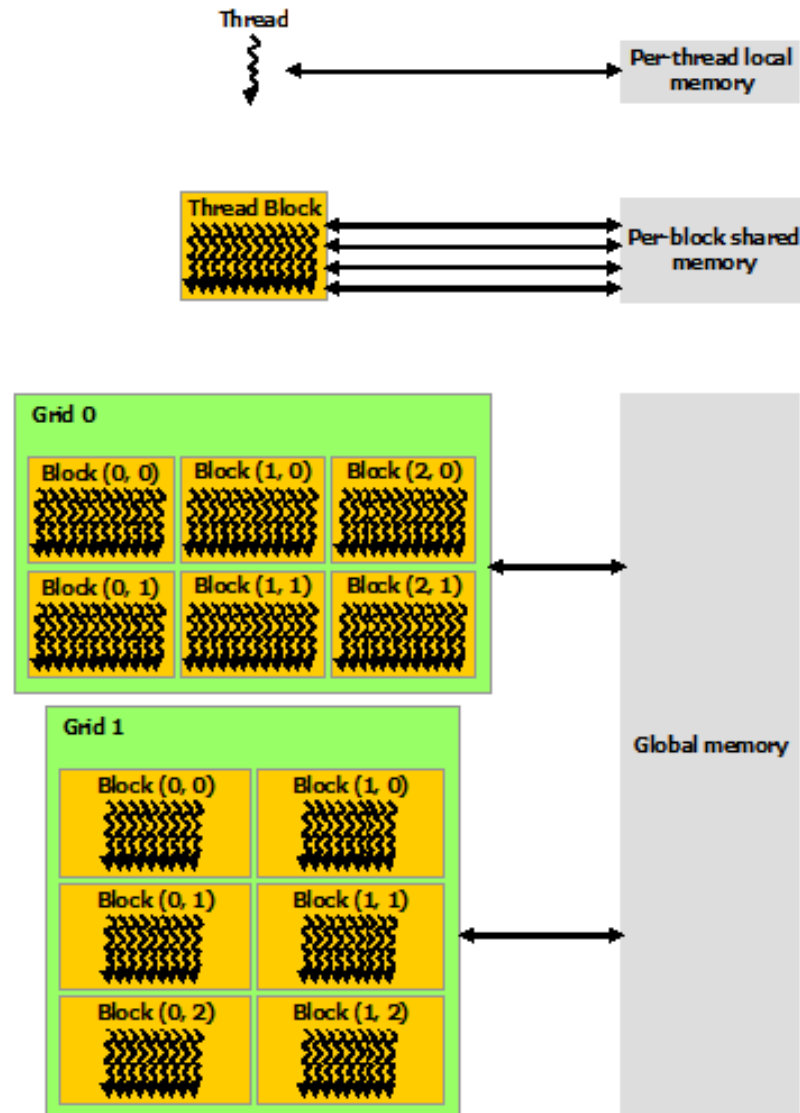 Thread
Per-thread local
memory
Thread Block
Per-block shared
memory
Grid 0
Block (0, 0)
Block (1, 0)
Block (2, 0)
Block (0, 1)
Block (1, 1)
Block (2, 1)
Grid 1
Global memory
Block (0, 0)
Block (1, 0)
Block (0, 1)
Block (1, 1)
Block (0, 2)
Block (1, 2)